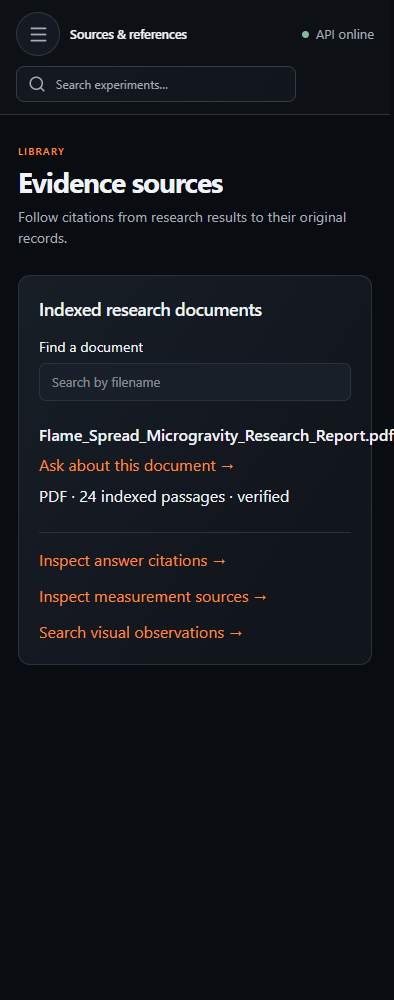 Sources & references
API online
Search experiments...
LIBRARY
Evidence sources
Follow citations from research results to their original
records.
Indexed research documents
Find a document
Search by filename
Flame_Spread_Microgravity_Research_Report.pdf
Ask about this document →
PDF · 24 indexed passages · verified
Inspect answer citations →
Inspect measurement sources →
Search visual observations →